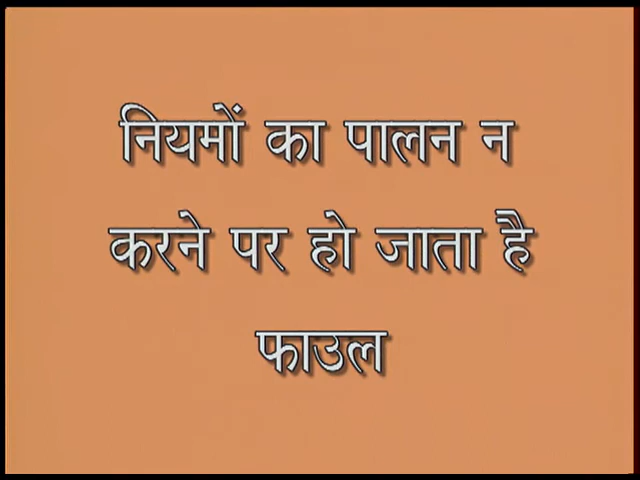 नियमों का पालन न
करने पर हो जाता है
फाउल